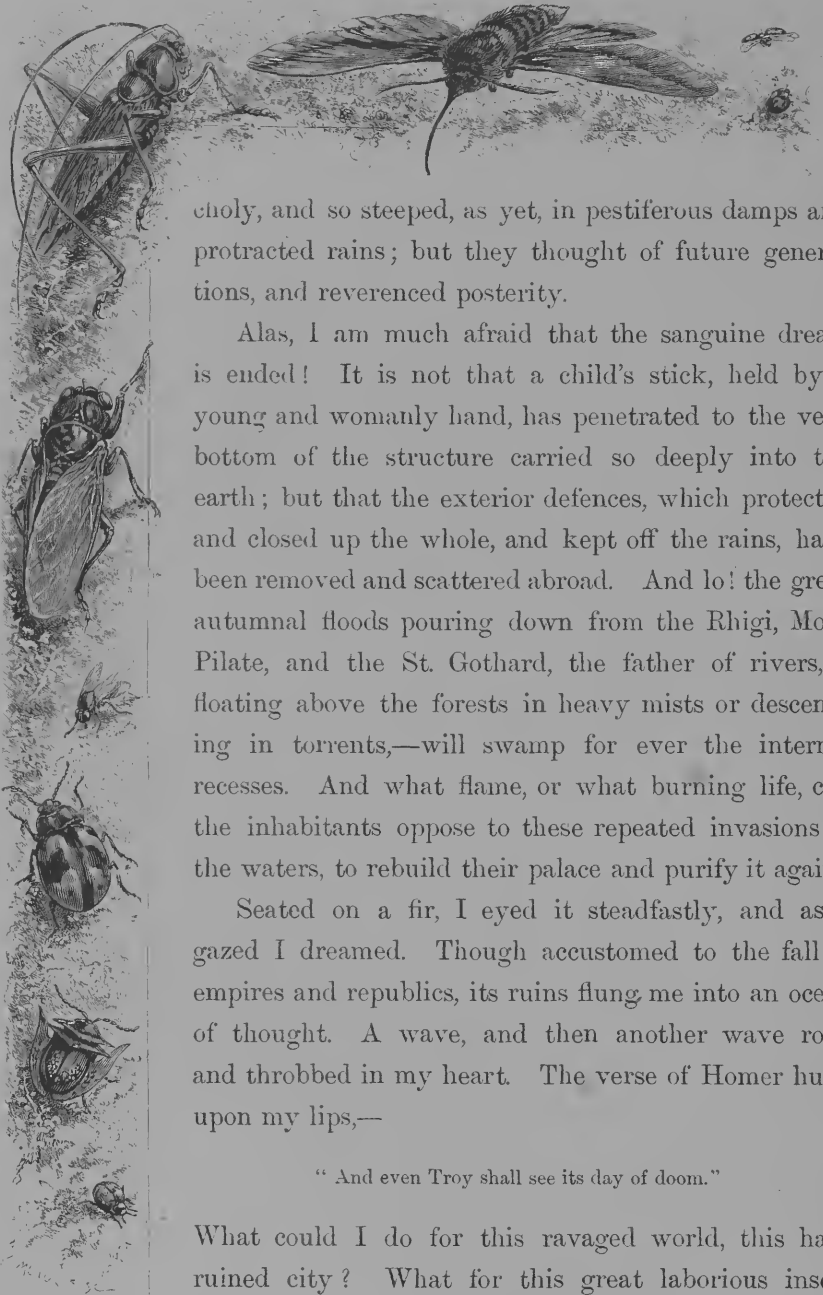 choly, and so steeped, as yet, in pestiferous damps a
protracted rains; but they thought of future gener
tions, and reverenced posterity.
Alas, I am much afraid that the sanguine drea
is ended! It is not that a child's stick, held by
young and womanly hand, has penetrated to the ve
bottom of the structure carried so deeply into t
earth; but that the exterior defences, which protect
and closed up the whole, and kept off the rains, ha
been removed and scattered abroad. And lo! the gre
autumnal floods pouring down from the Rhigi, Mo
Pilate, and the St. Gothard, the father of rivers,
floating above the forests in heavy mists or descen
ing in torrents,—will swamp for ever the intern
recesses. And what flame, or what burning life, c
the inhabitants oppose to these repeated invasions
the waters, to rebuild their palace and purify it agai
Seated on a fir, I eyed it steadfastly, and as
gazed I dreamed. Though accustomed to the fall
empires and republics, its ruins flung me into an oce
of thought. A wave, and then another wave ro
and throbbed in my heart. The verse of Homer hu
upon my lips,—
“And even Troy shall see its day of doom.”
What could I do for this ravaged world, this ha
ruined city? What for this great laborious inse